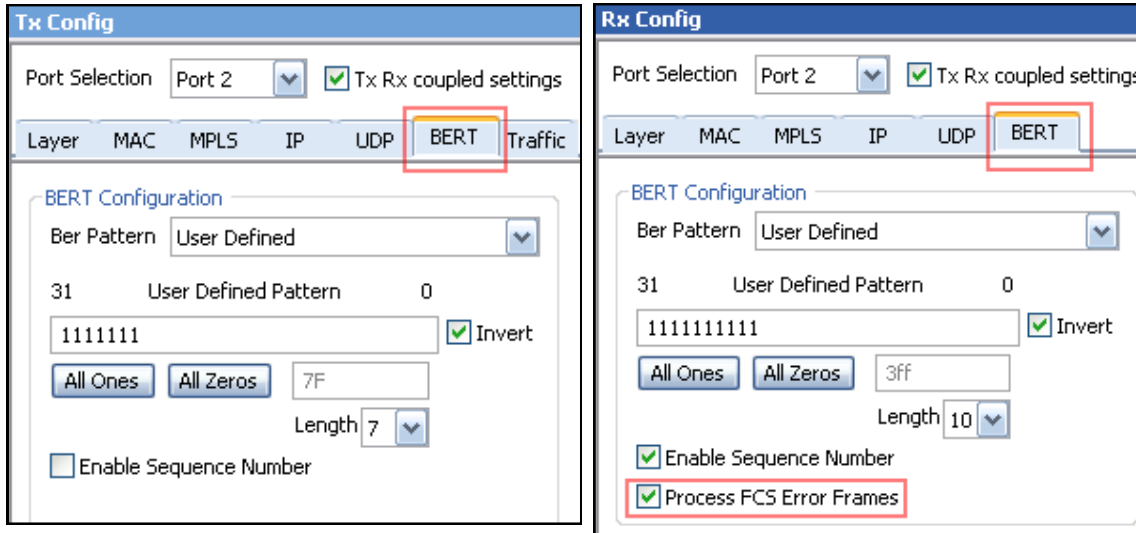 Tx Config
Port Selection Port 2 Tx Rx coupled settings
Layer MAC MPLS IP UDP BERT Traffic
BERT Configuration
Ber Pattern User Defined
31 User Defined Pattern 0
1111111 Invert
All Ones All Zeros 7F
Length 7
Enable Sequence Number
Rx Config
Port Selection Port 2 Tx Rx coupled settings
Layer MAC MPLS IP UDP BERT
BERT Configuration
Ber Pattern User Defined
31 User Defined Pattern 0
1111111111 Invert
All Ones All Zeros 3ff
Length 10
Enable Sequence Number
Process FCS Error Frames